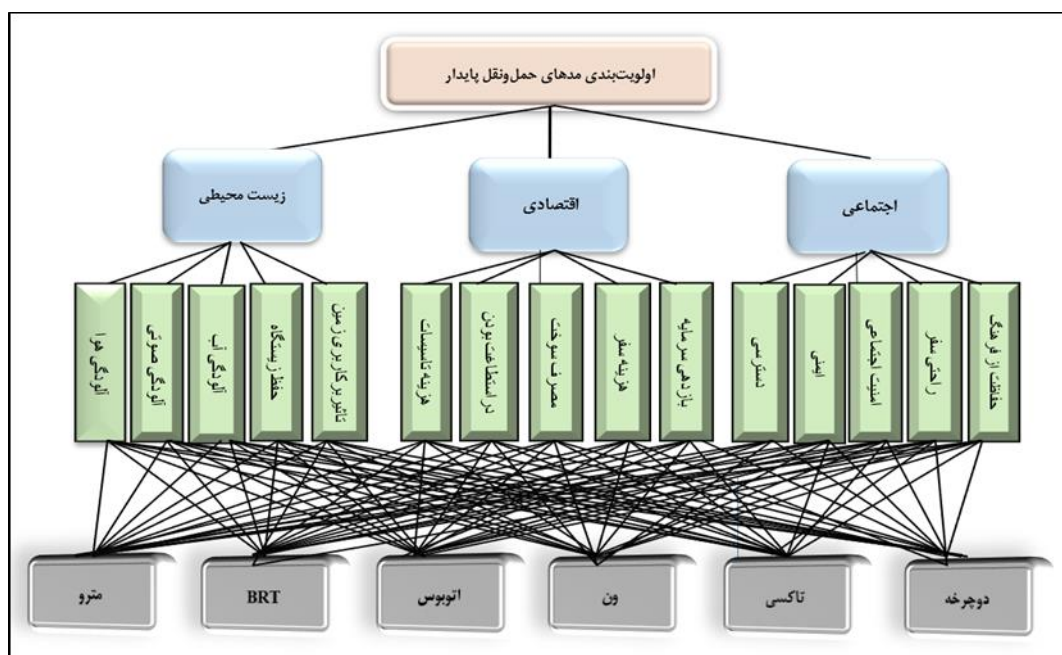 اولویت‌بندی مدهای حمل‌ونقل پایدار
اجتماعی
اقتصادی
زیست محیطی
حفاظت از فرهنگ
راحتی سفر
امنیت اجتماعی
ایمنی
دسترسی
بازدهی سرمایه
هزینه سفر
مصرف سوخت
در استطاعت بودن
هزینه تاسیسات
تاثیر بر کاربری زمین
حفظ زیستگاه
آلودگی آب
آلودگی صوتی
آلودگی هوا
دوچرخه
تاکسی
ون
اتوبوس
BRT
مترو